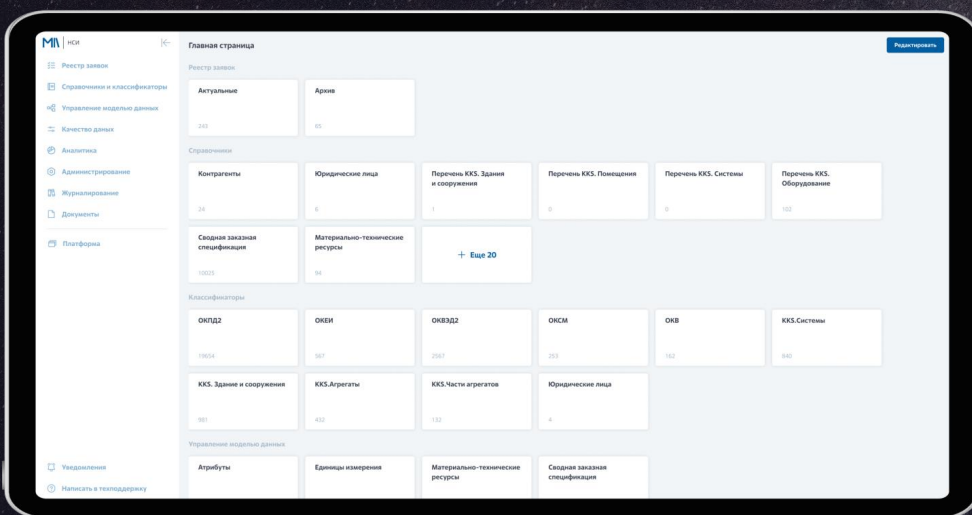 НСИ
Реестр заявок
Справочники и классификаторы
Управление моделью данных
Качество даных
Аналитика
Администрирование
Журналирование
Документы
Платформа
Уведомления
Написать в техподдержку
Главная страница
Редактировать
Реестр заявок
Актуальные
Архив
245
65
Справочники
Контрагенты
Юридические лица
Перечень KKS. Здания
и сооружения
Перечень KKS. Помещения
Перечень KKS. Системы
Перечень KKS.
Оборудование
24
6
1
0
0
102
Сводная заказная
спецификация
Материально-технические
ресурсы
+ Еще 20
10025
94
Классификаторы
ОКПД2
ОКЕИ
ОКВЭД2
ОКСМ
ОКВ
KKS.Системы
19654
567
2567
253
162
840
KKS. Здание и сооружения
KKS.Агрегаты
KKS.Части агрегатов
Юридические лица
981
432
132
4
Управление моделью данных
Атрибуты
Единицы измерения
Материально-технические
ресурсы
Сводная заказная
спецификация